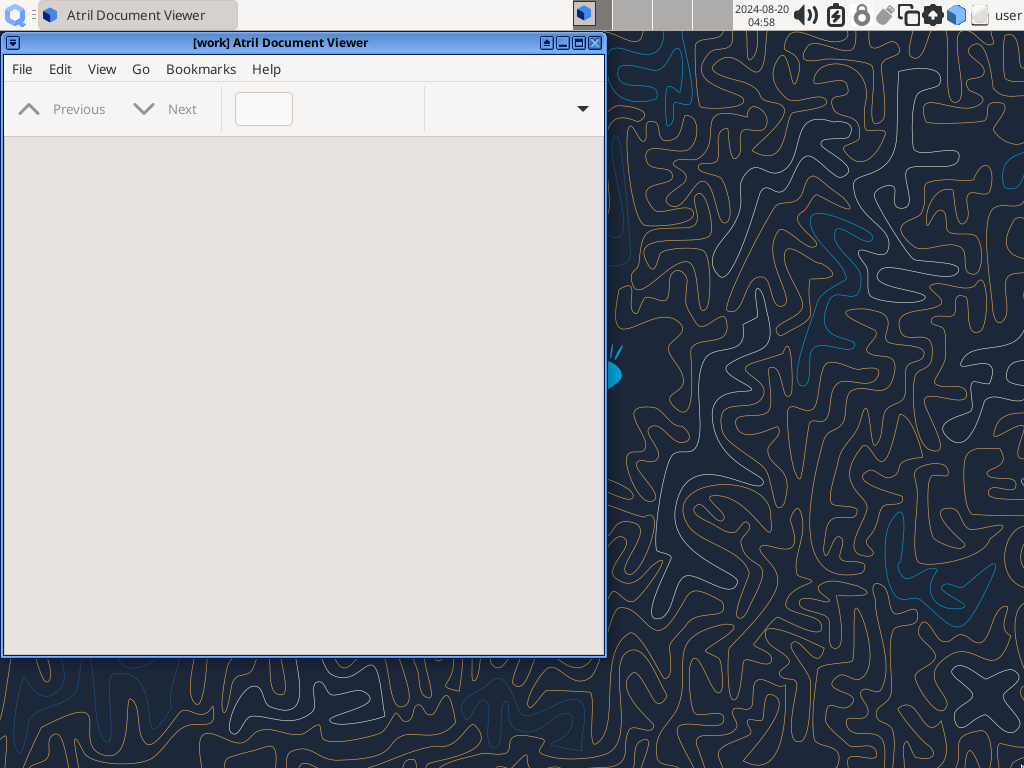 Atril Document Viewer
2024-08-20
04:58
user
[work] Atril Document Viewer
File Edit View Go Bookmarks Help
Previous Next